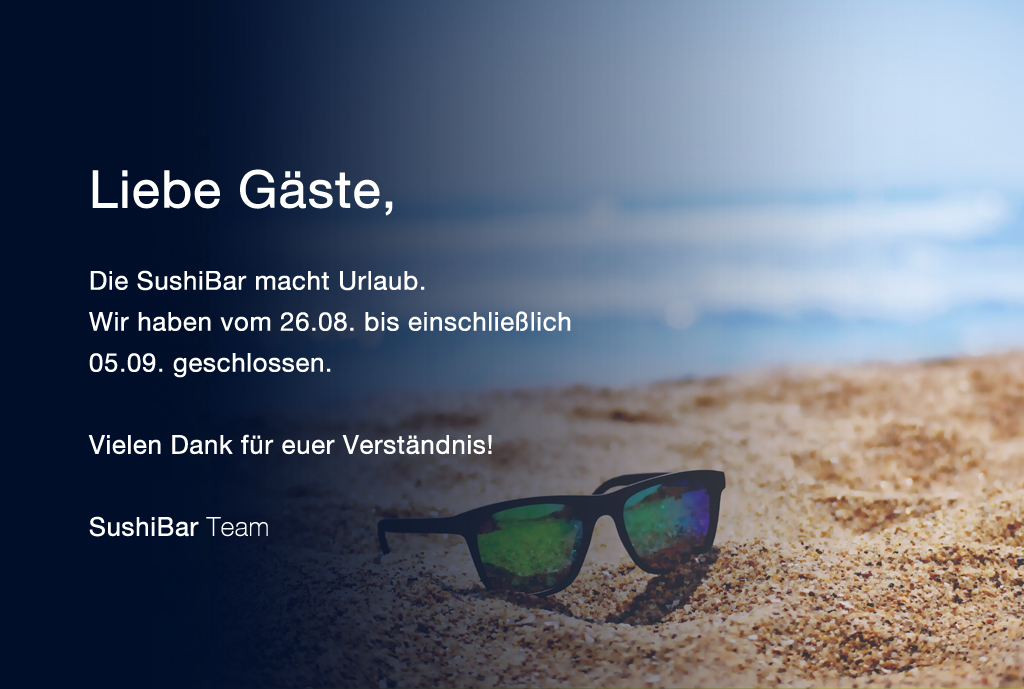 Liebe Gäste,
Die SushiBar macht Urlaub.
Wir haben vom 26.08. bis einschließlich
05.09. geschlossen.
Vielen Dank für euer Verständnis!
SushiBar Team